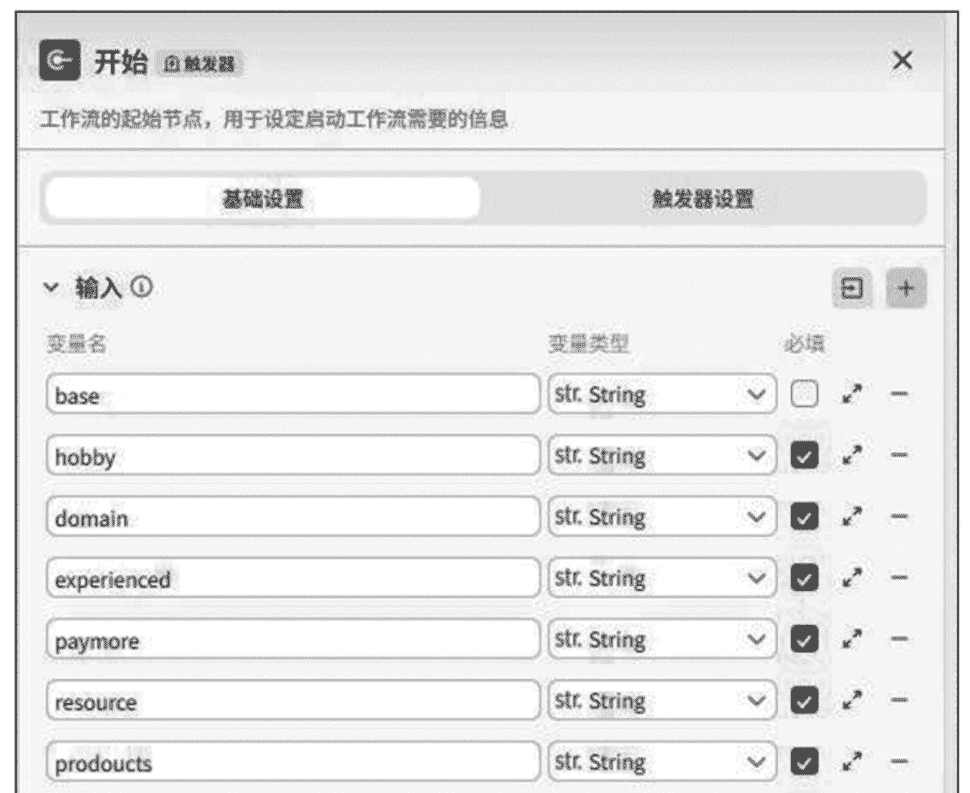 开始 触发器
工作流的起始节点，用于设定启动工作流需要的信息
基础设置 触发器设置
输入
变量名 变量类型 必填
base str. String
hobby str. String
domain str. String
experienced str. String
paymore str. String
resource str. String
prodoucts str. String